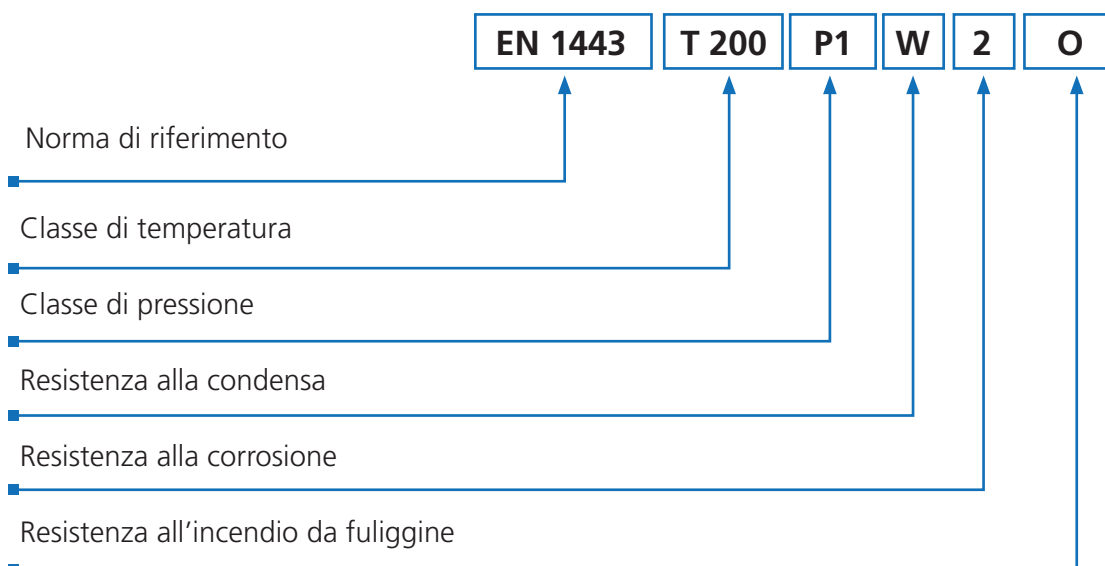 EN 1443 T 200 P1 W 2 O
Norma di riferimento
Classe di temperatura
Classe di pressione
Resistenza alla condensa
Resistenza alla corrosione
Resistenza all’incendio da fuliggine